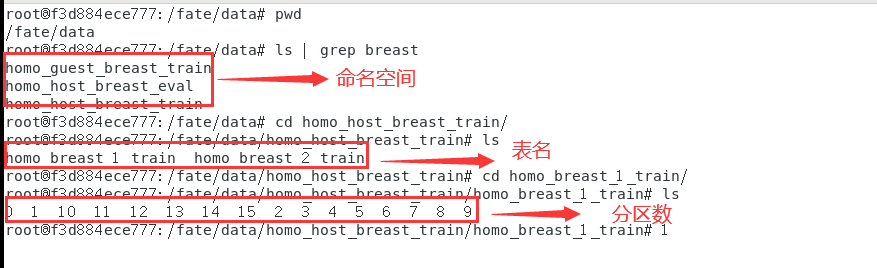 root@f3d884ece777:/fate/data# pwd
/fate/data
root@f3d884ece777:/fate/data# ls | grep breast
homo_guest_breast_train
homo_host_breast_eval
命名空间
homo_host_breast_train
root@f3d884ece777:/fate/data# cd homo_host_breast_train/
root@f3d884ece777:/fate/data/homo_host_breast_train# ls
homo_breast_1_train homo_breast_2_train
表名
root@f3d884ece777:/fate/data/homo_host_breast_train# cd homo_breast_1_train/
root@f3d884ece777:/fate/data/homo_host_breast_train/homo_breast_1_train# ls
0 1 10 11 12 13 14 15 2 3 4 5 6 7 8 9
分区数
root@f3d884ece777:/fate/data/homo_host_breast_train/homo_breast_1_train# 1